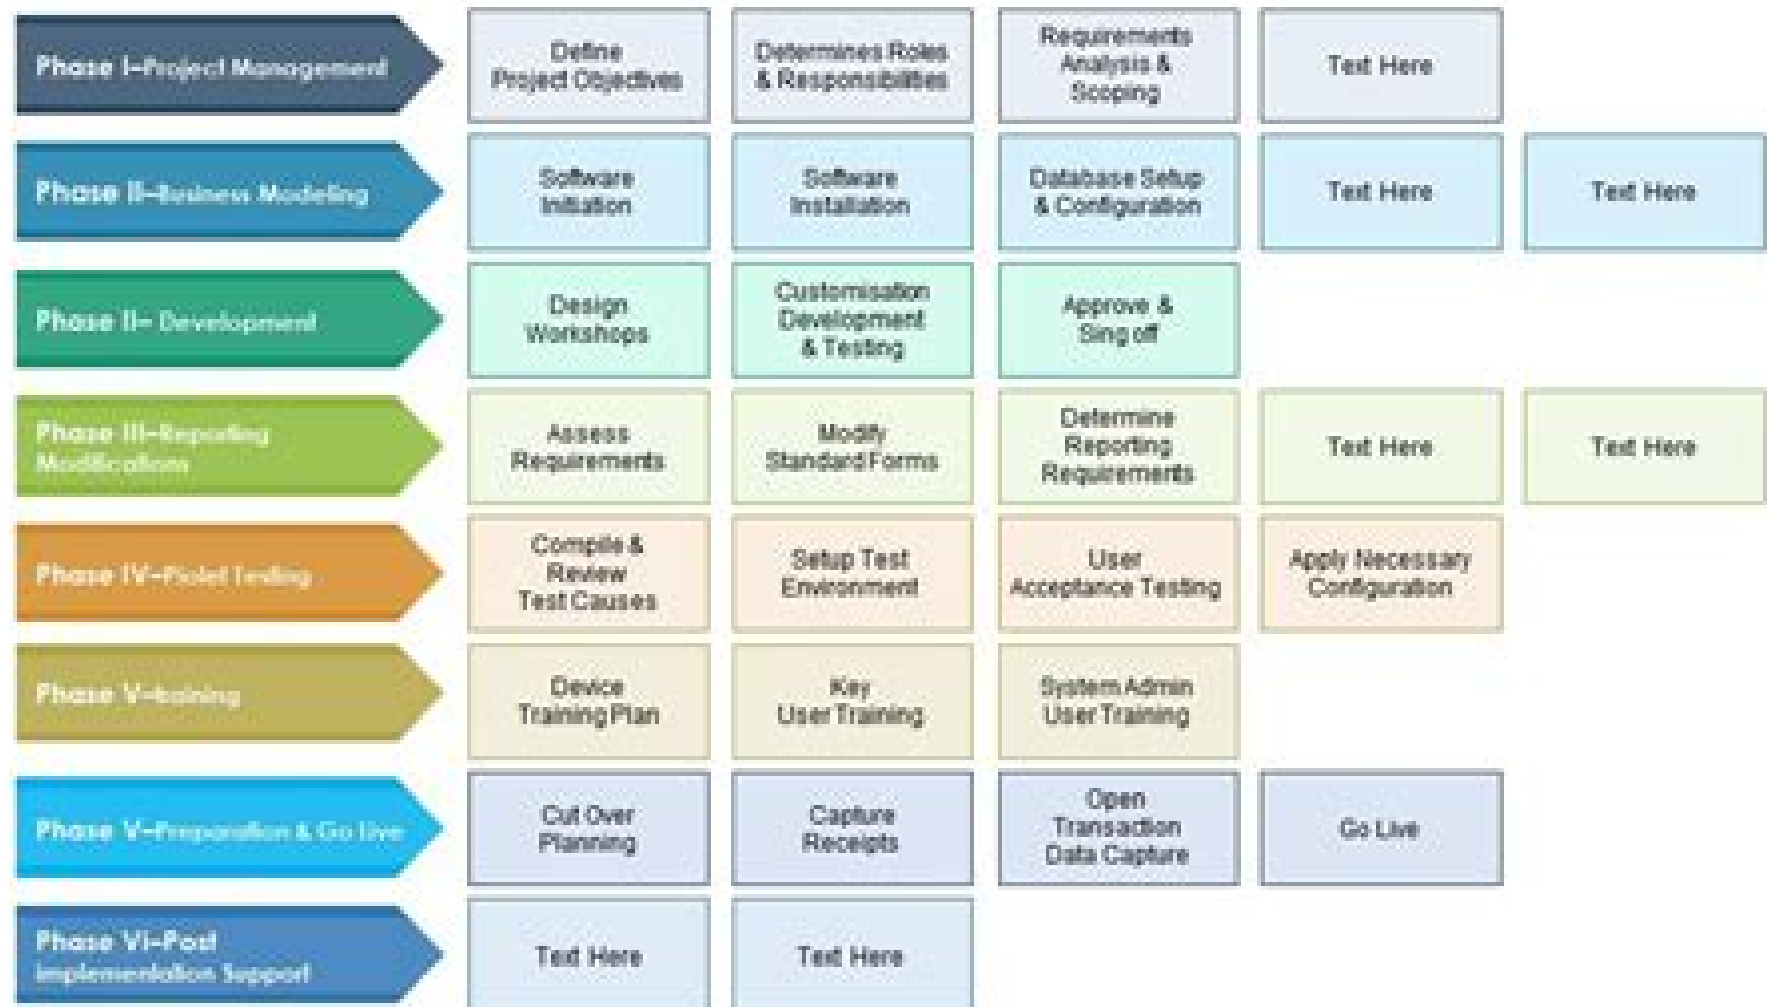 Phase I-Project Management
Define
Project Objectives
Determines Roles
& Responsibilities
Requirements
Analysis &
Scoping
Text Here
Phase II-Business Modeling
Software
Initiation
Software
Installation
Database Setup
& Configuration
Text Here
Text Here
Phase II- Development
Design
Workshops
Customisation
Development
& Testing
Approve &
Sing off
Phase III-Reporting
Modifications
Assess
Requirements
Modify
Standard Forms
Determine
Reporting
Requirements
Text Here
Text Here
Phase IV-Piolet Testing
Compile &
Review
Test Causes
Setup Test
Environment
User
Acceptance Testing
Apply Necessary
Configuration
Phase V-training
Device
Training Plan
Key
User Training
System Admin
User Training
Phase V-Preparation & Go Live
Cut Over
Planning
Capture
Receipts
Open
Transaction
Data Capture
Go Live
Phase Vi-Post
implementation Support
Text Here
Text Here